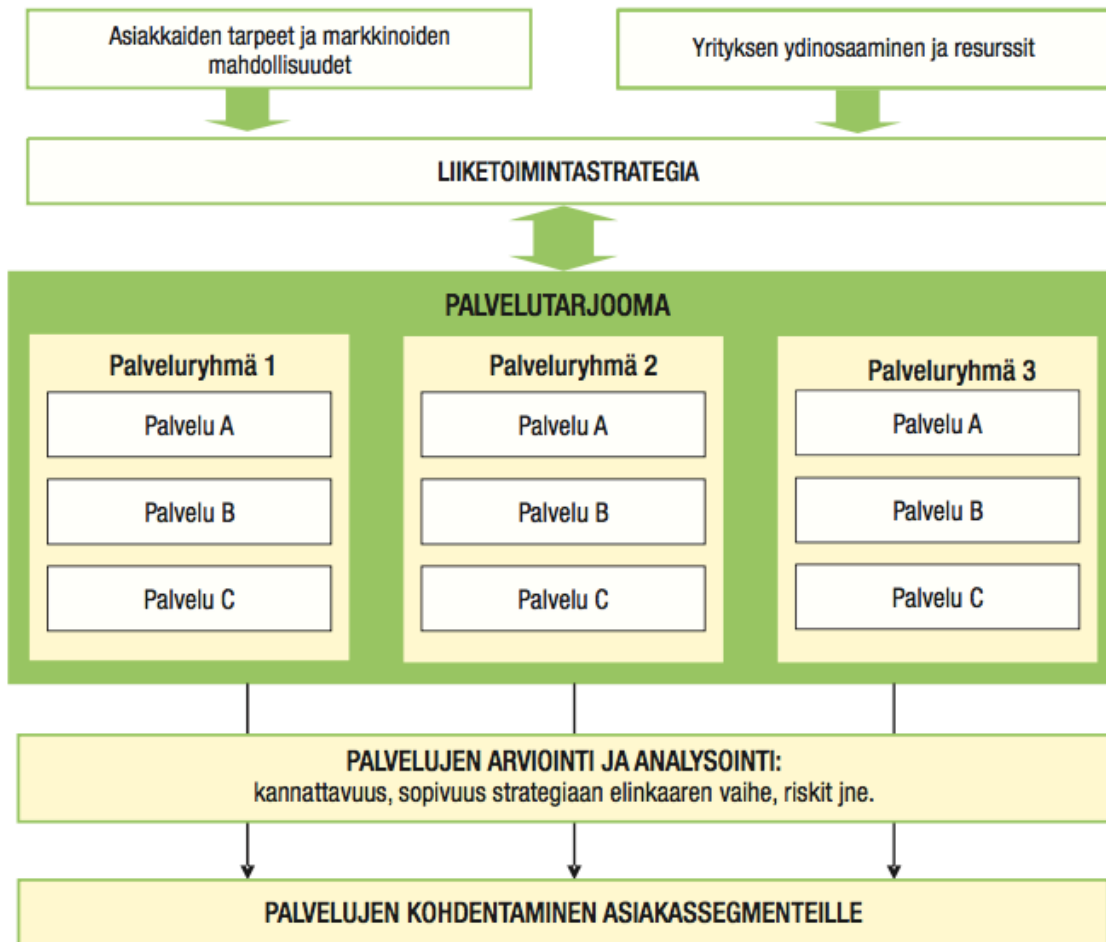 Asiakkaiden tarpeet ja markkinoiden
mahdollisuudet
Yrityksen ydinosaaminen ja resurssit
LIIKETOIMINTASTRATEGIA
PALVELUTARJOOMA
Palveluryhmä 1
Palvelu A
Palvelu B
Palvelu C
Palveluryhmä 2
Palvelu A
Palvelu B
Palvelu C
Palveluryhmä 3
Palvelu A
Palvelu B
Palvelu C
PALVELUJEN ARVIOINTI JA ANALYSOINTI:
kannattavuus, sopivuus strategiaan elinkaaren vaihe, riskit jne.
PALVELUJEN KOHDENTAMINEN ASIAKASSEGMENTEILLE